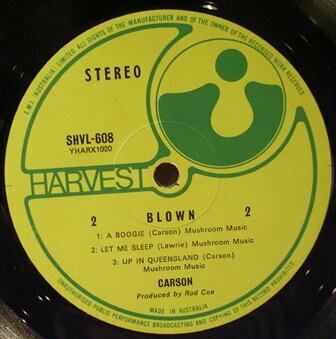 E.M.I. (AUSTRALIA) LIMITED. ALL RIGHTS OF THE MANUFACTURER AND OF THE OWNER OF THE RECORDED WORK RESERVED.
STEREO
SHVL-608
YHARX1020
HARVEST
2 BLOWN 2
1: A BOOGIE (Carson) Mushroom Music
2: LET ME SLEEP (Lawrie) Mushroom Music
3: UP IN QUEENSLAND (Carson)
Mushroom Music
CARSON
Produced by Rod Coe
MADE IN AUSTRALIA
UNAUTHORISED PUBLIC PERFORMANCE BROADCASTING AND COPYING OF THIS RECORD PROHIBITED